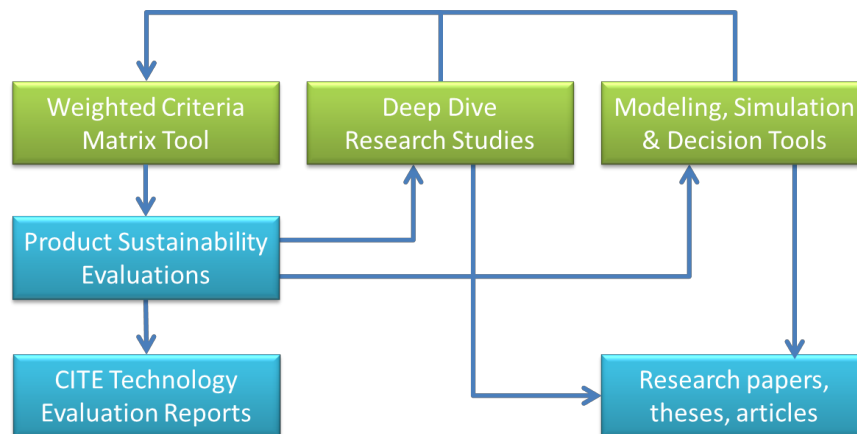 Weighted Criteria
Matrix Tool
Deep Dive
Research Studies
Modeling, Simulation
& Decision Tools
Product Sustainability
Evaluations
CITE Technology
Evaluation Reports
Research papers,
theses, articles